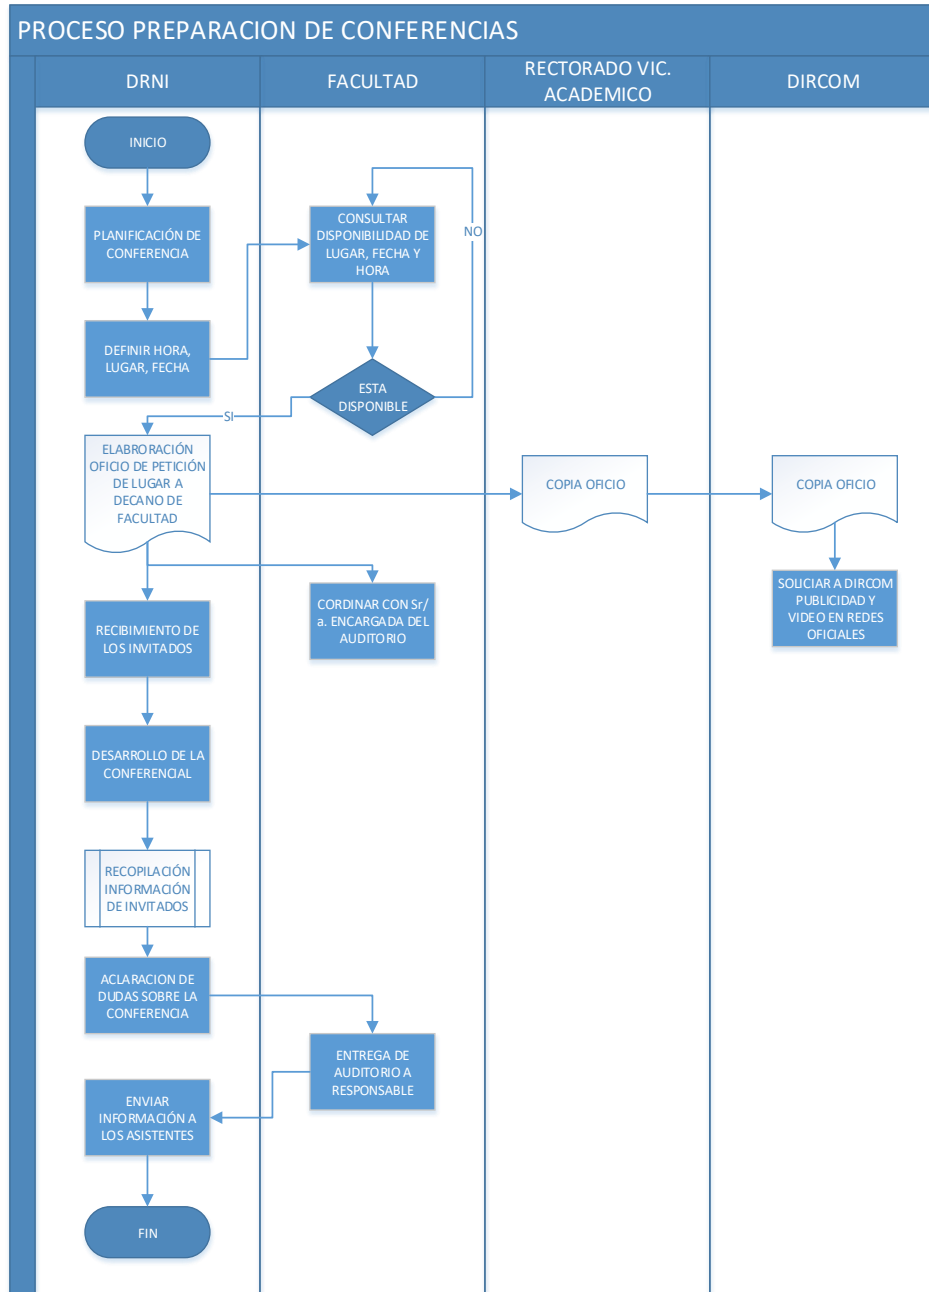 PROCESO PREPARACION DE CONFERENCIAS
DRNI
FACULTAD
RECTORADO VIC.
ACADEMICO
DIRCOM
INICIO
PLANIFICACIÓN DE
CONFERENCIA
DEFINIR HORA,
LUGAR, FECHA
CONSULTAR
DISPONIBILIDAD DE
LUGAR, FECHA Y
HORA
NO
ESTA
DISPONIBLE
SI
ELABRORACIÓN
OFICIO DE PETICIÓN
DE LUGAR A
DECANO DE
FACULTAD
COPIA OFICIO
COPIA OFICIO
CORDINAR CON Sr/
a. ENCARGADA DEL
AUDITORIO
SOLICIAR A DIRCOM
PUBLICIDAD Y
VIDEO EN REDES
OFICIALES
RECIBIMIENTO DE
LOS INVITADOS
DESARROLLO DE LA
CONFERENCIAL
RECOPILACIÓN
INFORMACIÓN
DE INVITADOS
ACLARACION DE
DUDAS SOBRE LA
CONFERENCIA
ENTREGA DE
AUDITORIO A
RESPONSABLE
ENVIAR
INFORMACIÓN A
LOS ASISTENTES
FIN